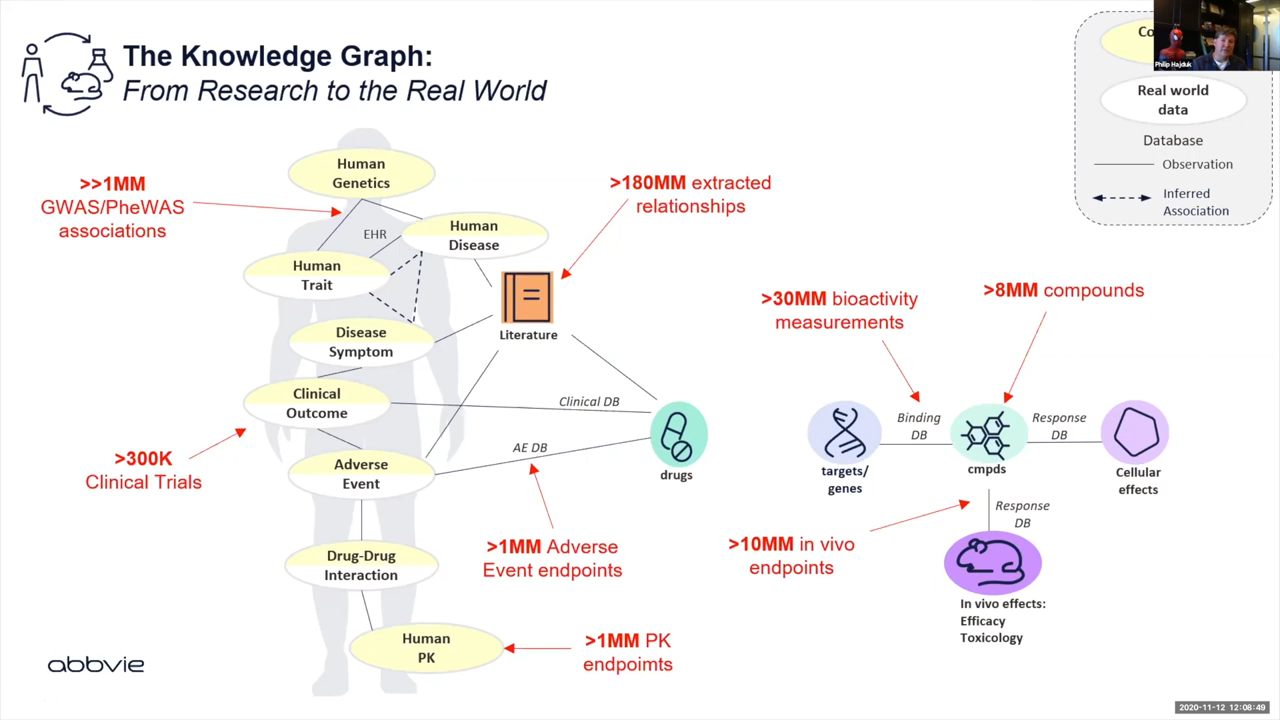 The Knowledge Graph:
From Research to the Real World
Philip Hajduk
Real world
data
Database
Observation
Inferred
Association
Human
Genetics
>>1MM
GWAS/PheWAS
associations
>180MM extracted
relationships
EHR
Human
Disease
Human
Trait
Literature
>30MM bioactivity
measurements
>8MM compounds
Disease
Symptom
Clinical
Outcome
Clinical DB
Binding
DB
Response
DB
>300K
Clinical Trials
Adverse
Event
AE DB
drugs
targets/
genes
cmpds
Cellular
effects
Response
DB
>1MM Adverse
Event endpoints
>10MM in vivo
endpoints
Drug-Drug
Interaction
In vivo effects:
Efficacy
Toxicology
Human
PK
>1MM PK
endpoimts
abbvie
2020-11-12 12:08:49